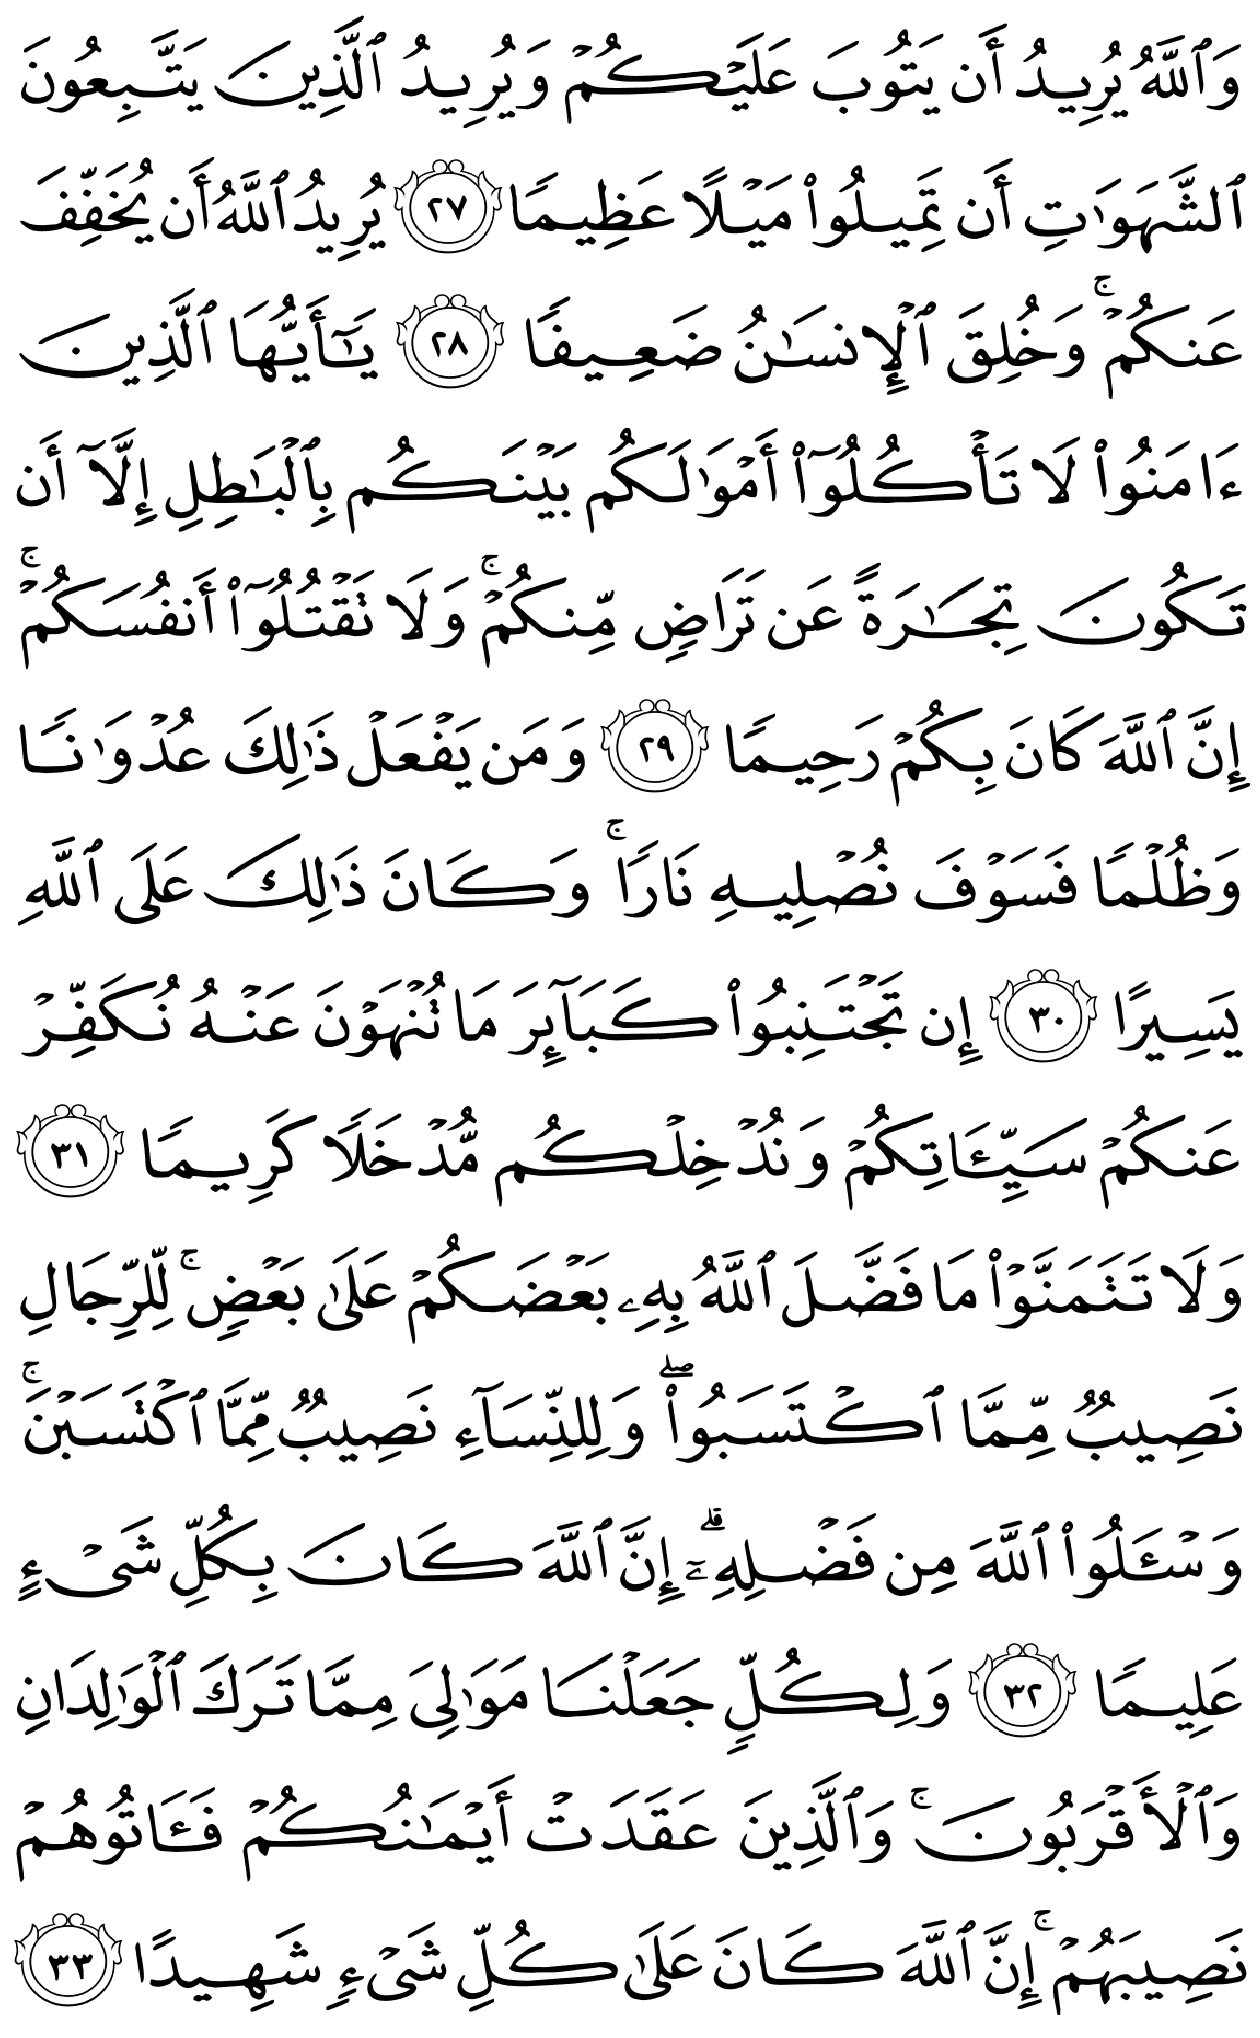 وَٱللَّهُ يُرِيدُ أَن يَتُوبَ عَلَيۡكُمۡ وَيُرِيدُ ٱلَّذِينَ يَتَّبِعُونَ
ٱلشَّهَوَٰتِ أَن تَمِيلُواْ مَيۡلًا عَظِيمٗا ٢٧ يُرِيدُ ٱللَّهُ أَن يُخَفِّفَ
عَنكُمۡۚ وَخُلِقَ ٱلۡإِنسَٰنُ ضَعِيفٗا ٢٨ يَٰٓأَيُّهَا ٱلَّذِينَ
ءَامَنُواْ لَا تَأۡكُلُوٓاْ أَمۡوَٰلَكُم بَيۡنَكُم بِٱلۡبَٰطِلِ إِلَّآ أَن
تَكُونَ تِجَٰرَةً عَن تَرَاضٖ مِّنكُمۡۚ وَلَا تَقۡتُلُوٓاْ أَنفُسَكُمۡۚ
إِنَّ ٱللَّهَ كَانَ بِكُمۡ رَحِيمٗا ٢٩ وَمَن يَفۡعَلۡ ذَٰلِكَ عُدۡوَٰنٗا
وَظُلۡمٗا فَسَوۡفَ نُصۡلِيهِ نَارٗاۚ وَكَانَ ذَٰلِكَ عَلَى ٱللَّهِ
يَسِيرًا ٣٠ إِن تَجۡتَنِبُواْ كَبَآئِرَ مَا تُنۡهَوۡنَ عَنۡهُ نُكَفِّرۡ
عَنكُمۡ سَيِّـَٔاتِكُمۡ وَنُدۡخِلۡكُم مُّدۡخَلٗا كَرِيمٗا ٣١
وَلَا تَتَمَنَّوۡاْ مَا فَضَّلَ ٱللَّهُ بِهِۦ بَعۡضَكُمۡ عَلَىٰ بَعۡضٖۚ لِّلرِّجَالِ
نَصِيبٞ مِّمَّا ٱكۡتَسَبُواْۖ وَلِلنِّسَآءِ نَصِيبٞ مِّمَّا ٱكۡتَسَبۡنَۚ
وَسۡـَٔلُواْ ٱللَّهَ مِن فَضۡلِهِۦٓۗ إِنَّ ٱللَّهَ كَانَ بِكُلِّ شَيۡءٍ
عَلِيمٗا ٣٢ وَلِكُلّٖ جَعَلۡنَا مَوَٰلِيَ مِمَّا تَرَكَ ٱلۡوَٰلِدَانِ
وَٱلۡأَقۡرَبُونَۚ وَٱلَّذِينَ عَقَدَتۡ أَيۡمَٰنُكُمۡ فَـَٔاتُوهُمۡ
نَصِيبَهُمۡۚ إِنَّ ٱللَّهَ كَانَ عَلَىٰ كُلِّ شَيۡءٖ شَهِيدًا ٣٣